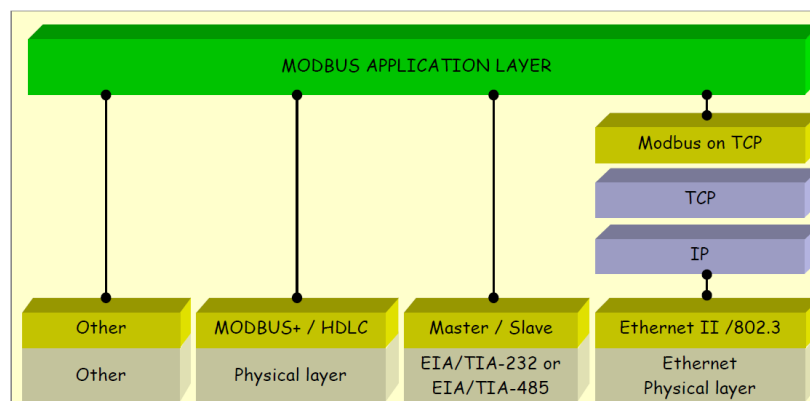 MODBUS APPLICATION LAYER
Modbus on TCP
TCP
IP
Other
MODBUS+ / HDLC
Master / Slave
Ethernet II /802.3
Other
Physical layer
EIA/TIA-232 or
EIA/TIA-485
Ethernet
Physical layer